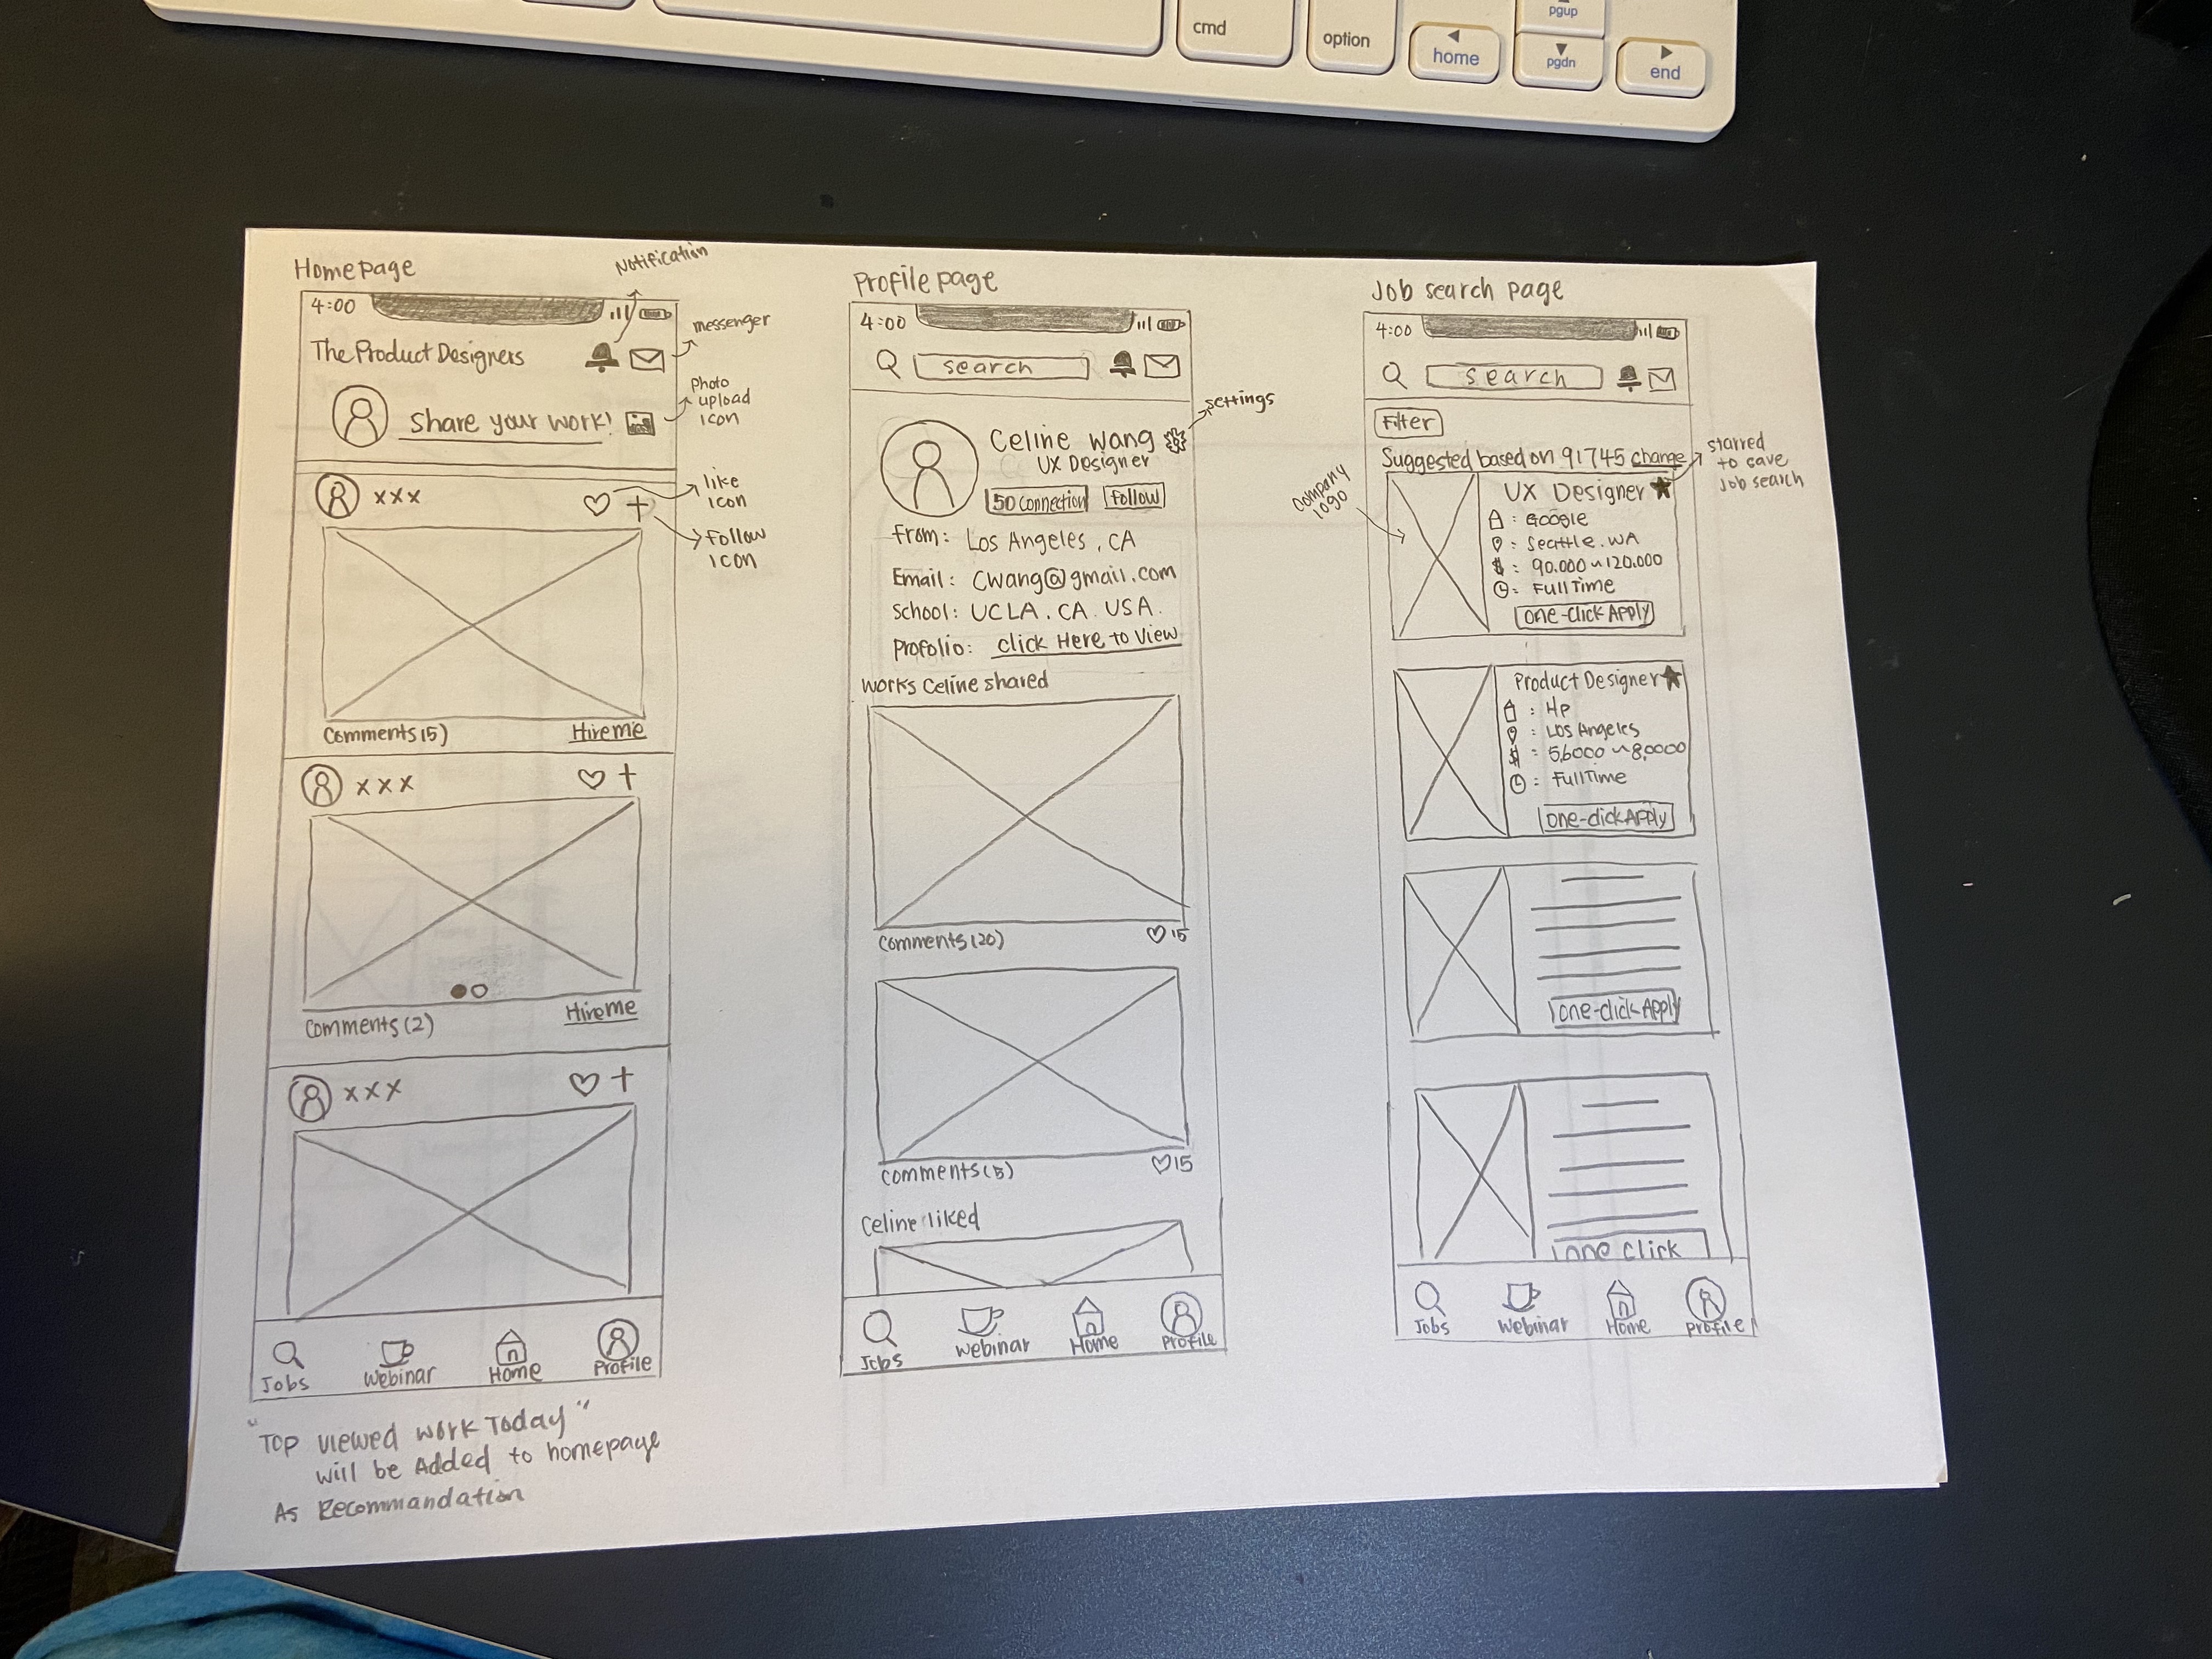 cmd
option
home
pgup
pgdn
end
Homepage
Notification
4:00
messenger
The Product Designers
Photo
upload
icon
Share your work!
xxx
like
icon
Follow
icon
Comments(5)
Hire me
xxx
Comments(2)
Hire me
xxx
Jobs
Webinar
Home
Profile
"Top viewed work Today"
will be Added to homepage
As Recommandation
Profile page
4:00
search
settings
Celine Wang
UX Designer
50 Connection
Follow
From: Los Angeles, CA
Email: Cwang@gmail.com
School: UCLA. CA. USA.
Profolio: Click Here to View
Works Celine shared
Comments(20)
15
Comments(5)
15
Celine liked
Jobs
Webinar
Home
Profile
Job search page
4:00
search
Filter
Suggested based on 91745 change
starred
to save
Job search
Company
logo
UX Designer
: Google
: Seattle. WA
$ : 90.000~120.000
: Full Time
One-Click Apply
Product Designer
: Hp
: Los Angeles
$ : 56000~80000
: Full Time
One-click Apply
One-click Apply
One click
Jobs
Webinar
Home
Profile